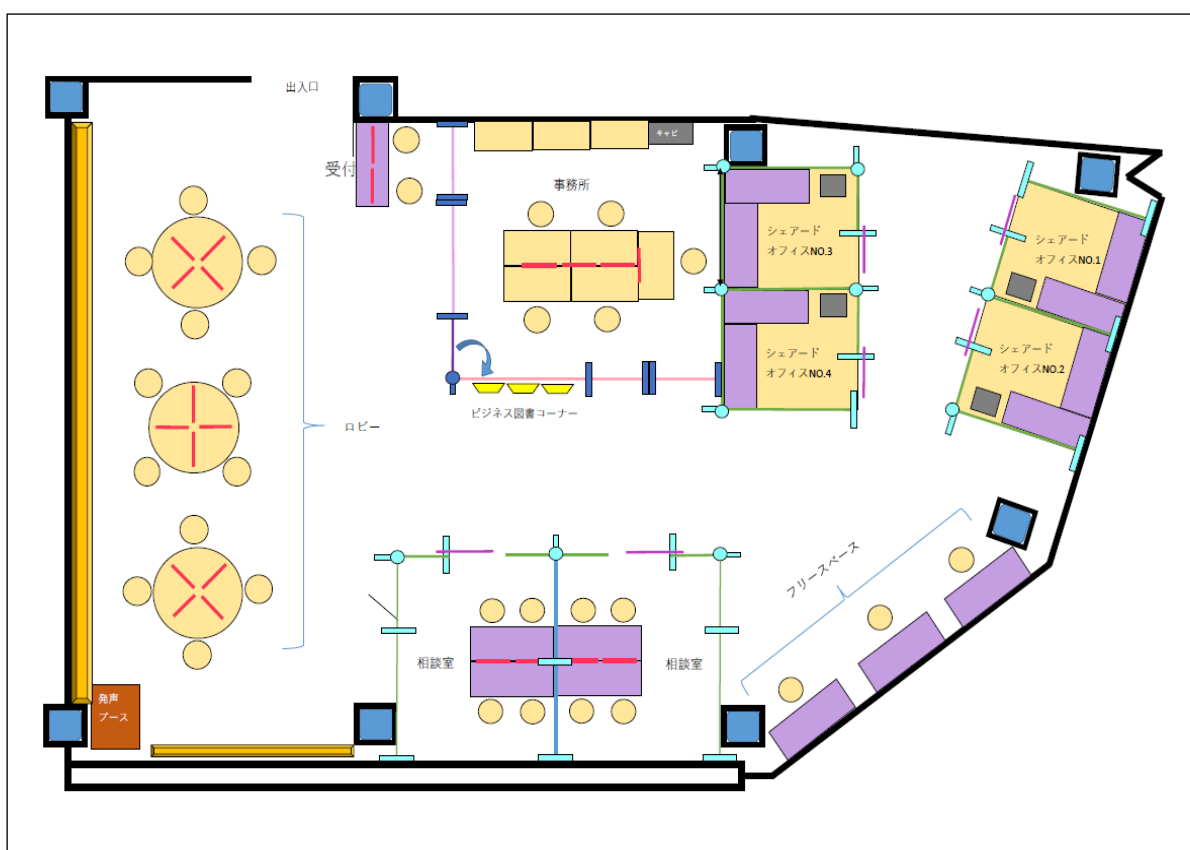 出入口
受付
キャビ
事務所
シェアード
オフィスNO.3
シェアード
オフィスNO.1
シェアード
オフィスNO.4
シェアード
オフィスNO.2
ビジネス図書コーナー
ロビー
フリースペース
相談室
相談室
発声
ブース